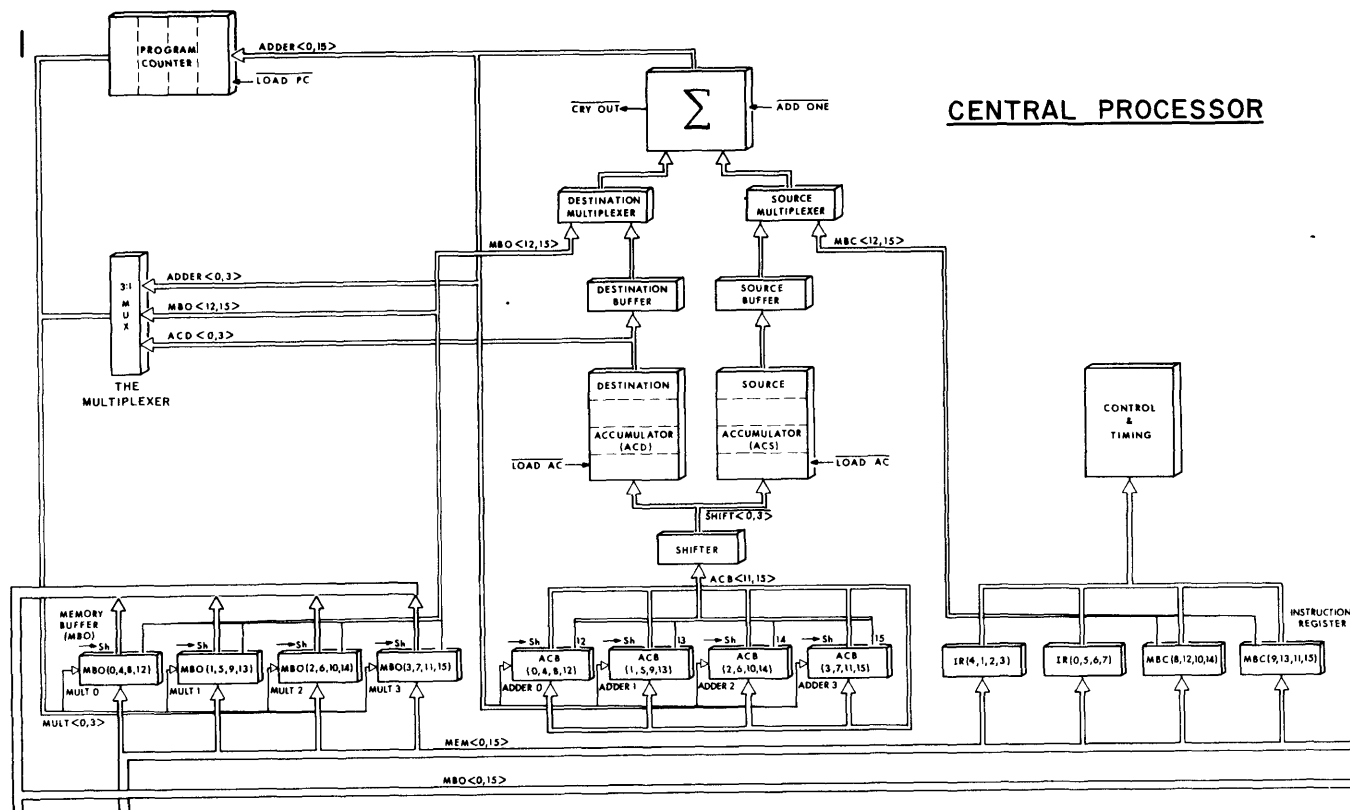 PROGRAM
COUNTER
ADDER<0,15>
LOAD PC
Σ
CRY OUT
ADD ONE
CENTRAL PROCESSOR
DESTINATION
MULTIPLEXER
SOURCE
MULTIPLEXER
MBO<12,15>
MBC<12,15>
3:1
MUX
ADDER<0,3>
MBO<12,15>
ACD<0,3>
THE
MULTIPLEXER
DESTINATION
BUFFER
SOURCE
BUFFER
DESTINATION
ACCUMULATOR
(ACD)
SOURCE
ACCUMULATOR
(ACS)
LOAD AC
LOAD AC
CONTROL
&
TIMING
SHIFT<0,3>
SHIFTER
ACB<11,15>
MEMORY
BUFFER
(MBO)
Sh
Sh
Sh
Sh
MBO(0,4,8,12)
MBO(1,5,9,13)
MBO(2,6,10,14)
MBO(3,7,11,15)
MULT 0
MULT 1
MULT 2
MULT 3
MULT<0,3>
Sh
12
Sh
13
Sh
14
Sh
15
ACB
(0,4,8,12)
ACB
(1,5,9,13)
ACB
(2,6,10,14)
ACB
(3,7,11,15)
ADDER 0
ADDER 1
ADDER 2
ADDER 3
INSTRUCTION
REGISTER
IR(4,1,2,3)
IR(0,5,6,7)
MBC(8,12,10,14)
MBC(9,13,11,15)
MEM<0,15>
MBO<0,15>